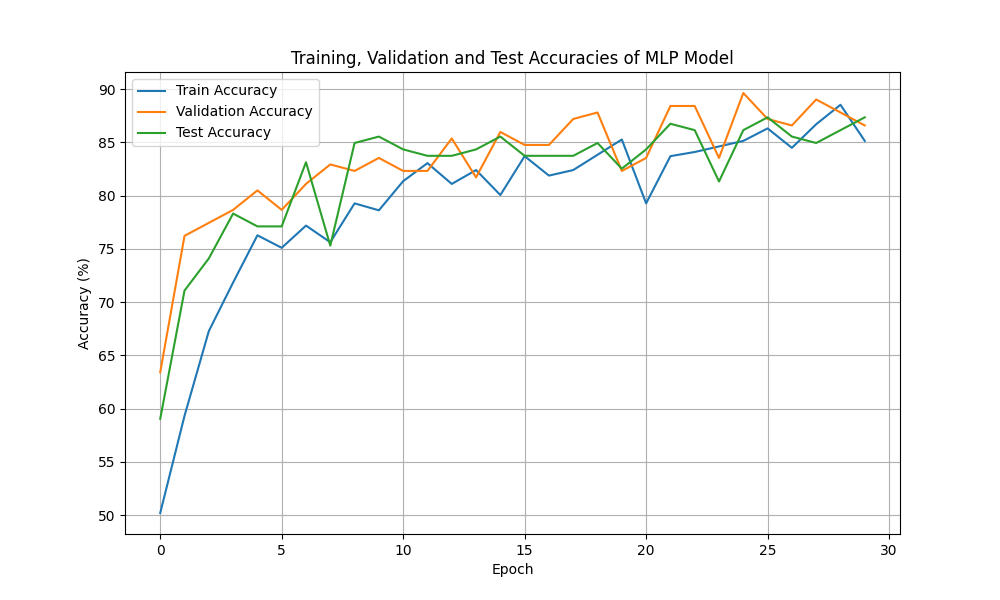 Training, Validation and Test Accuracies of MLP Model
Train Accuracy
Validation Accuracy
Test Accuracy
Accuracy (%)
90
85
80
75
70
65
60
55
50
0 5 10 15 20 25 30
Epoch